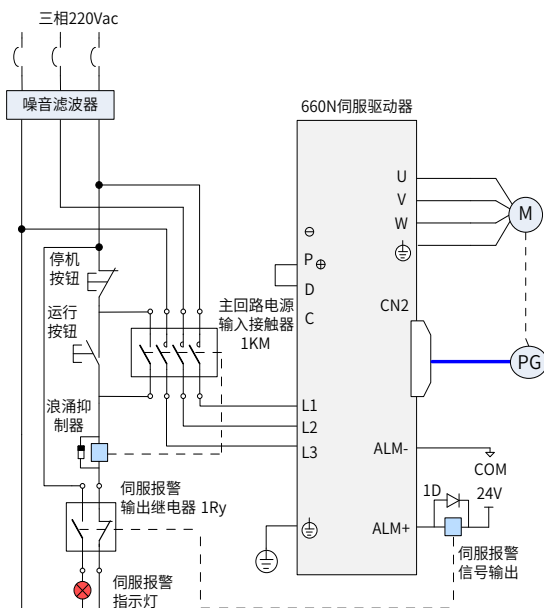 三相220Vac
噪音滤波器
660N伺服驱动器
U
V
W
M
停机
按钮
P
D
C
运行
按钮
主回路电源
输入接触器
1KM
CN2
PG
浪涌抑
制器
L1
L2
L3
ALM-
COM
伺服报警
输出继电器 1Ry
1D
24V
ALM+
伺服报警
信号输出
伺服报警
指示灯